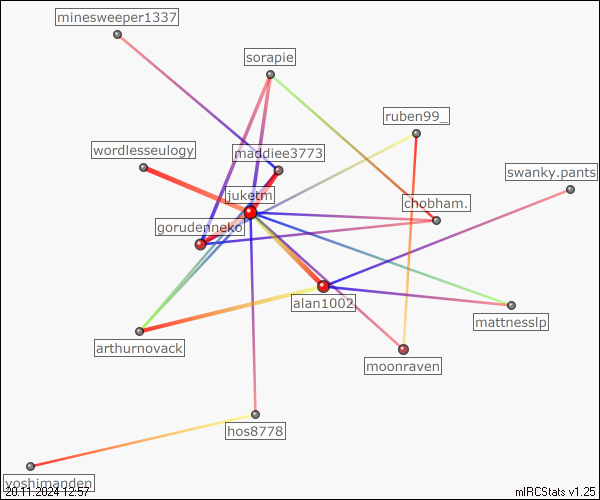 minesweeper1337
sorapie
ruben99_
wordlesseulogy
maddiee3773
swanky.pants
juketm
chobham.
gorudenneko
alan1002
mattnesslp
arthurnovack
moonraven
hos8778
yoshimanden
20.11.2024 12:57
mIRCStats v1.25